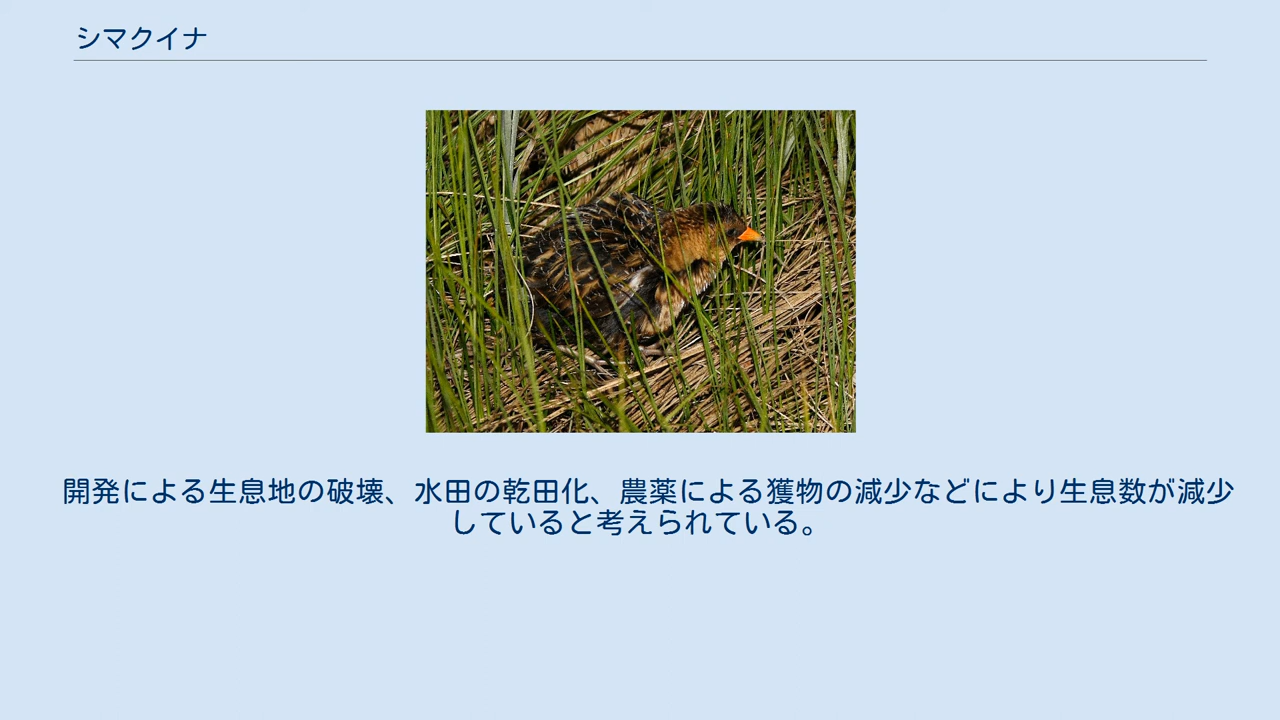 シマクイナ
開発による生息地の破壊、水田の乾田化、農薬による獲物の減少などにより生息数が減少
していると考えられている。